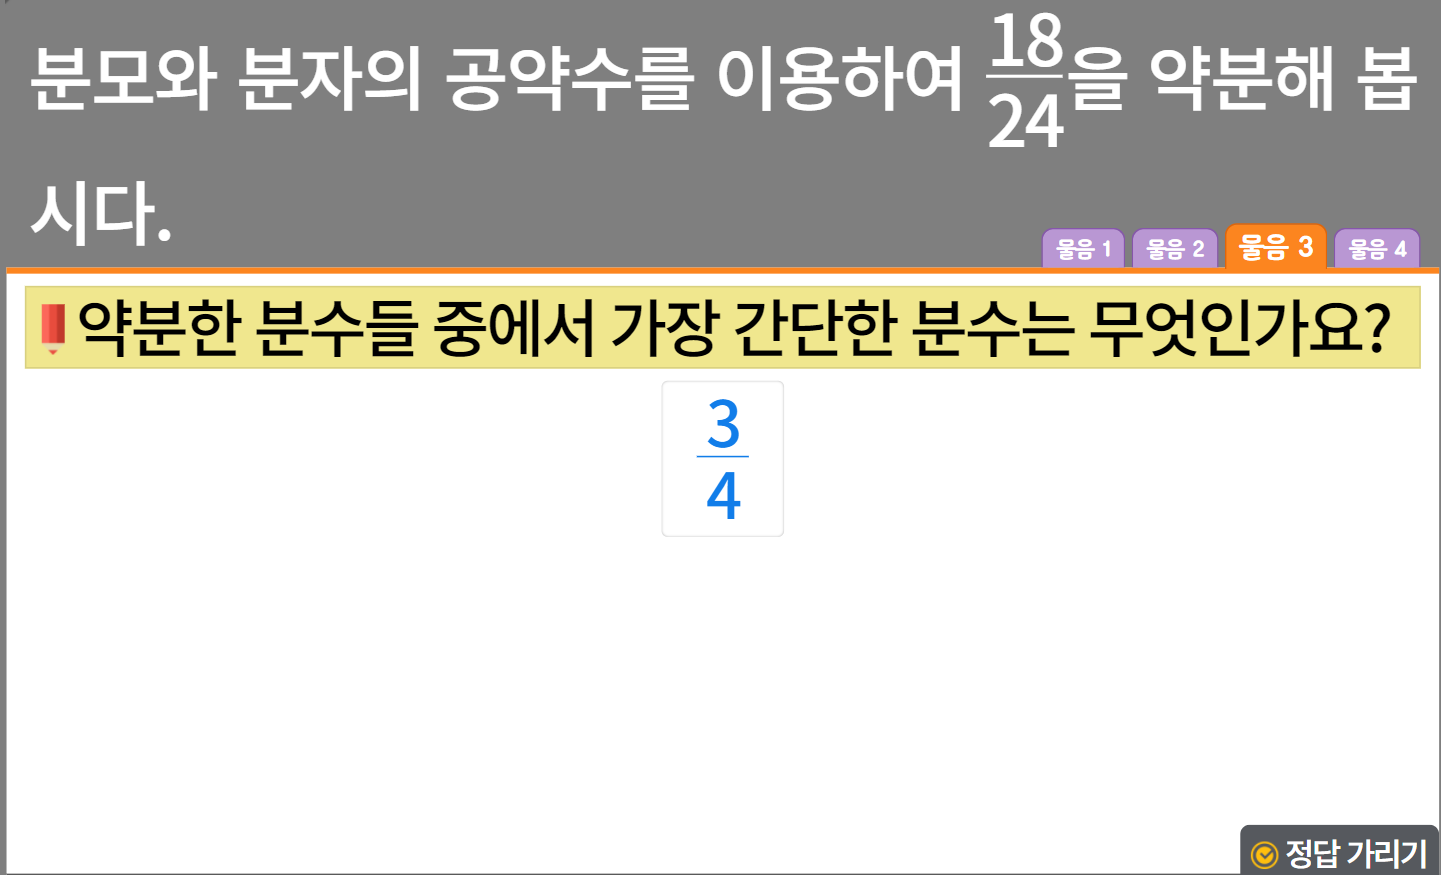 분모와 분자의 공약수를 이용하여 18/24을 약분해 봅
시다.
물음 1 물음 2 물음 3 물음 4
약분한 분수들 중에서 가장 간단한 분수는 무엇인가요?
3
4
정답 가리기